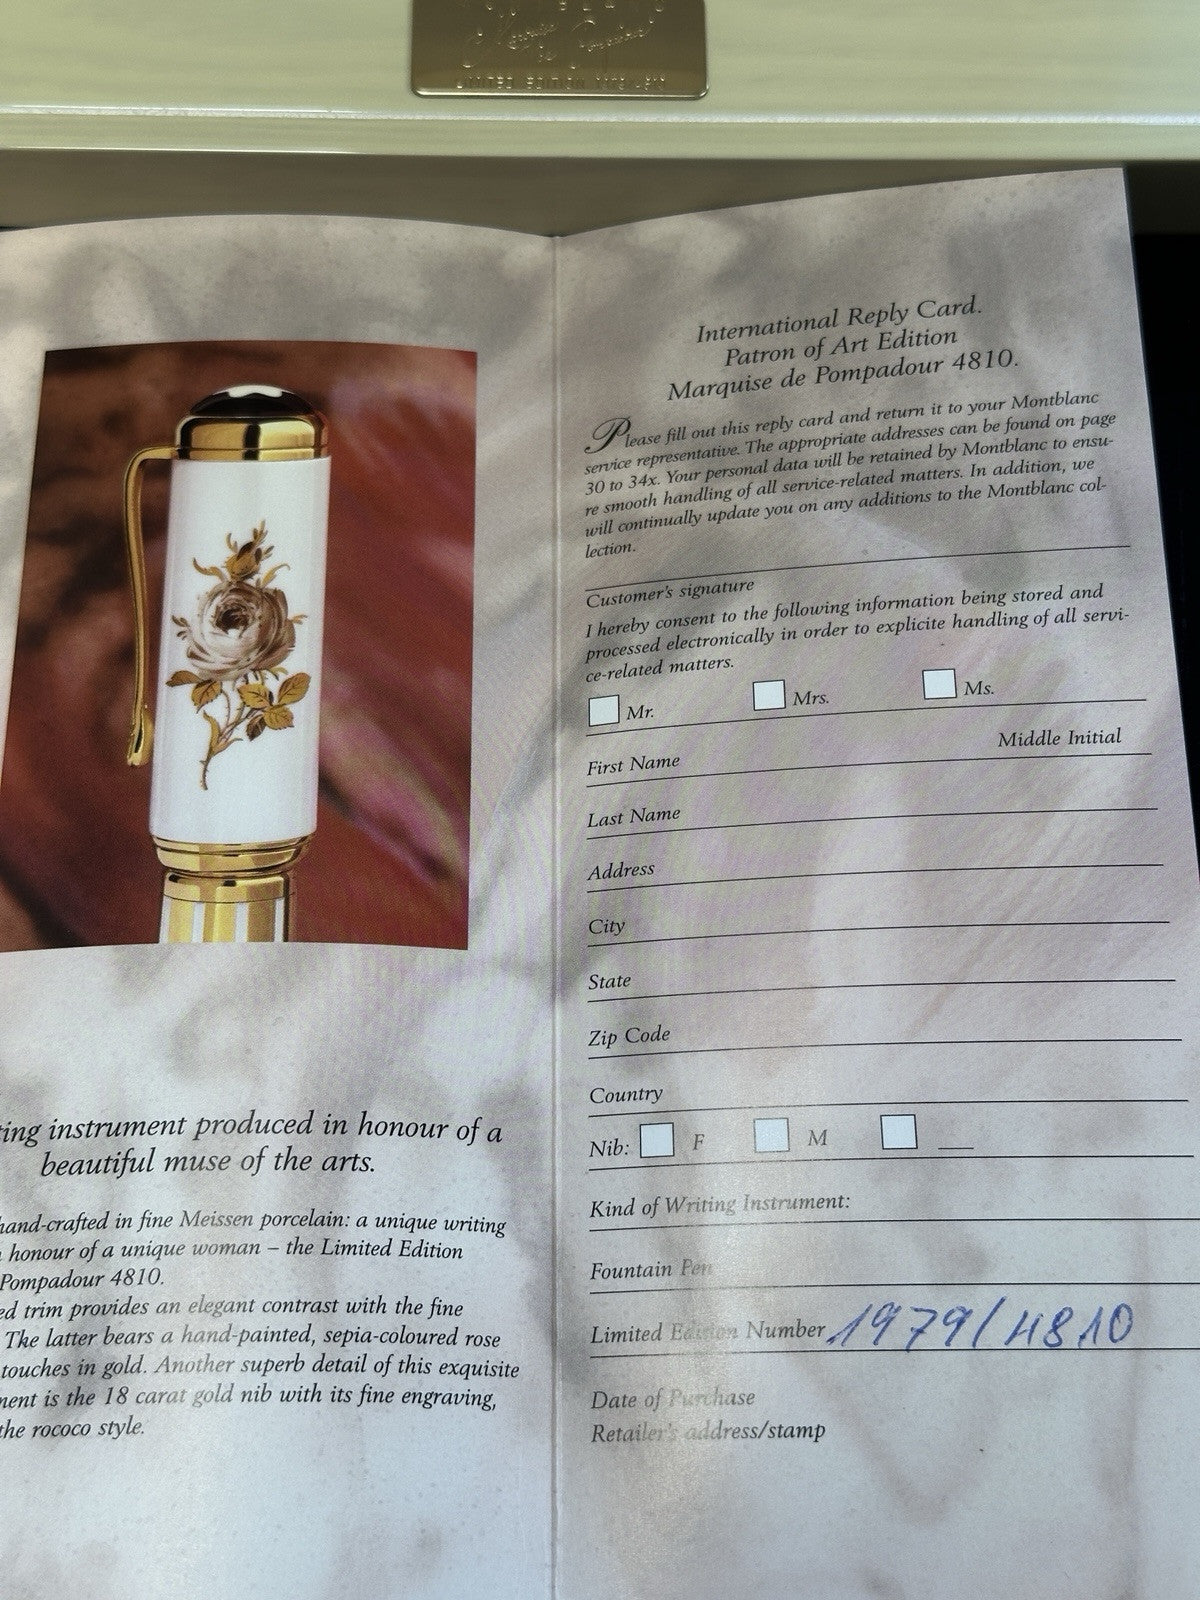 MONTBLANC
Marquise
de Pompadour
LIMITED EDITION 1979/4810
ing instrument produced in honour of a
beautiful muse of the arts.
hand-crafted in fine Meissen porcelain: a unique writing
honour of a unique woman – the Limited Edition
Pompadour 4810.
ed trim provides an elegant contrast with the fine
The latter bears a hand-painted, sepia-coloured rose
touches in gold. Another superb detail of this exquisite
ment is the 18 carat gold nib with its fine engraving,
the rococo style.
International Reply Card.
Patron of Art Edition
Marquise de Pompadour 4810.
Please fill out this reply card and return it to your Montblanc
service representative. The appropriate addresses can be found on page
30 to 34x. Your personal data will be retained by Montblanc to ensu-
re smooth handling of all service-related matters. In addition, we
will continually update you on any additions to the Montblanc col-
lection.
Customer's signature
I hereby consent to the following information being stored and
processed electronically in order to explicite handling of all servi-
ce-related matters.
Mr. Mrs. Ms.
First Name Middle Initial
Last Name
Address
City
State
Zip Code
Country
Nib: F M
Kind of Writing Instrument:
Fountain Pen
Limited Edition Number 1979/4810
Date of Purchase
Retailer's address/stamp